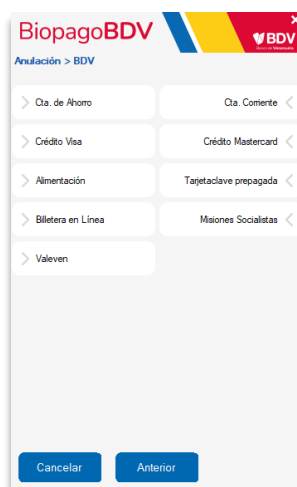 BiopagoBDV
BDV
Banco de Venezuela
Anulación > BDV
Cta. de Ahorro
Cta. Corriente
Crédito Visa
Crédito Mastercard
Alimentación
Tarjetaclave prepagada
Billetera en Línea
Misiones Socialistas
Valeven
Cancelar
Anterior